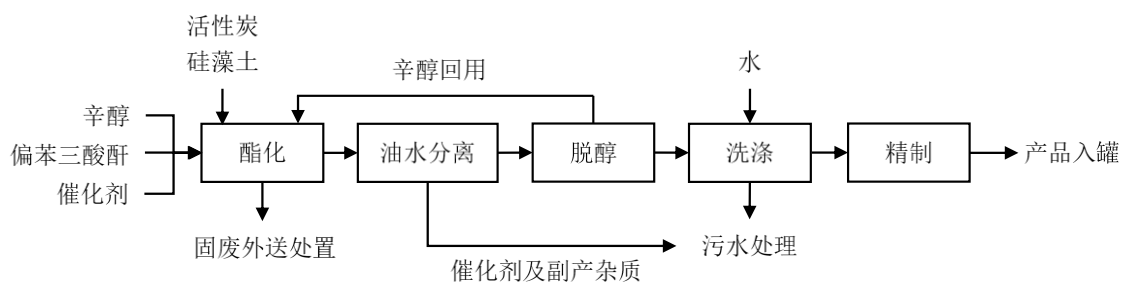 活性炭
硅藻土
辛醇回用
水
辛醇
偏苯三酸酐
催化剂
酯化
油水分离
脱醇
洗涤
精制
产品入罐
固废外送处置
催化剂及副产杂质
污水处理